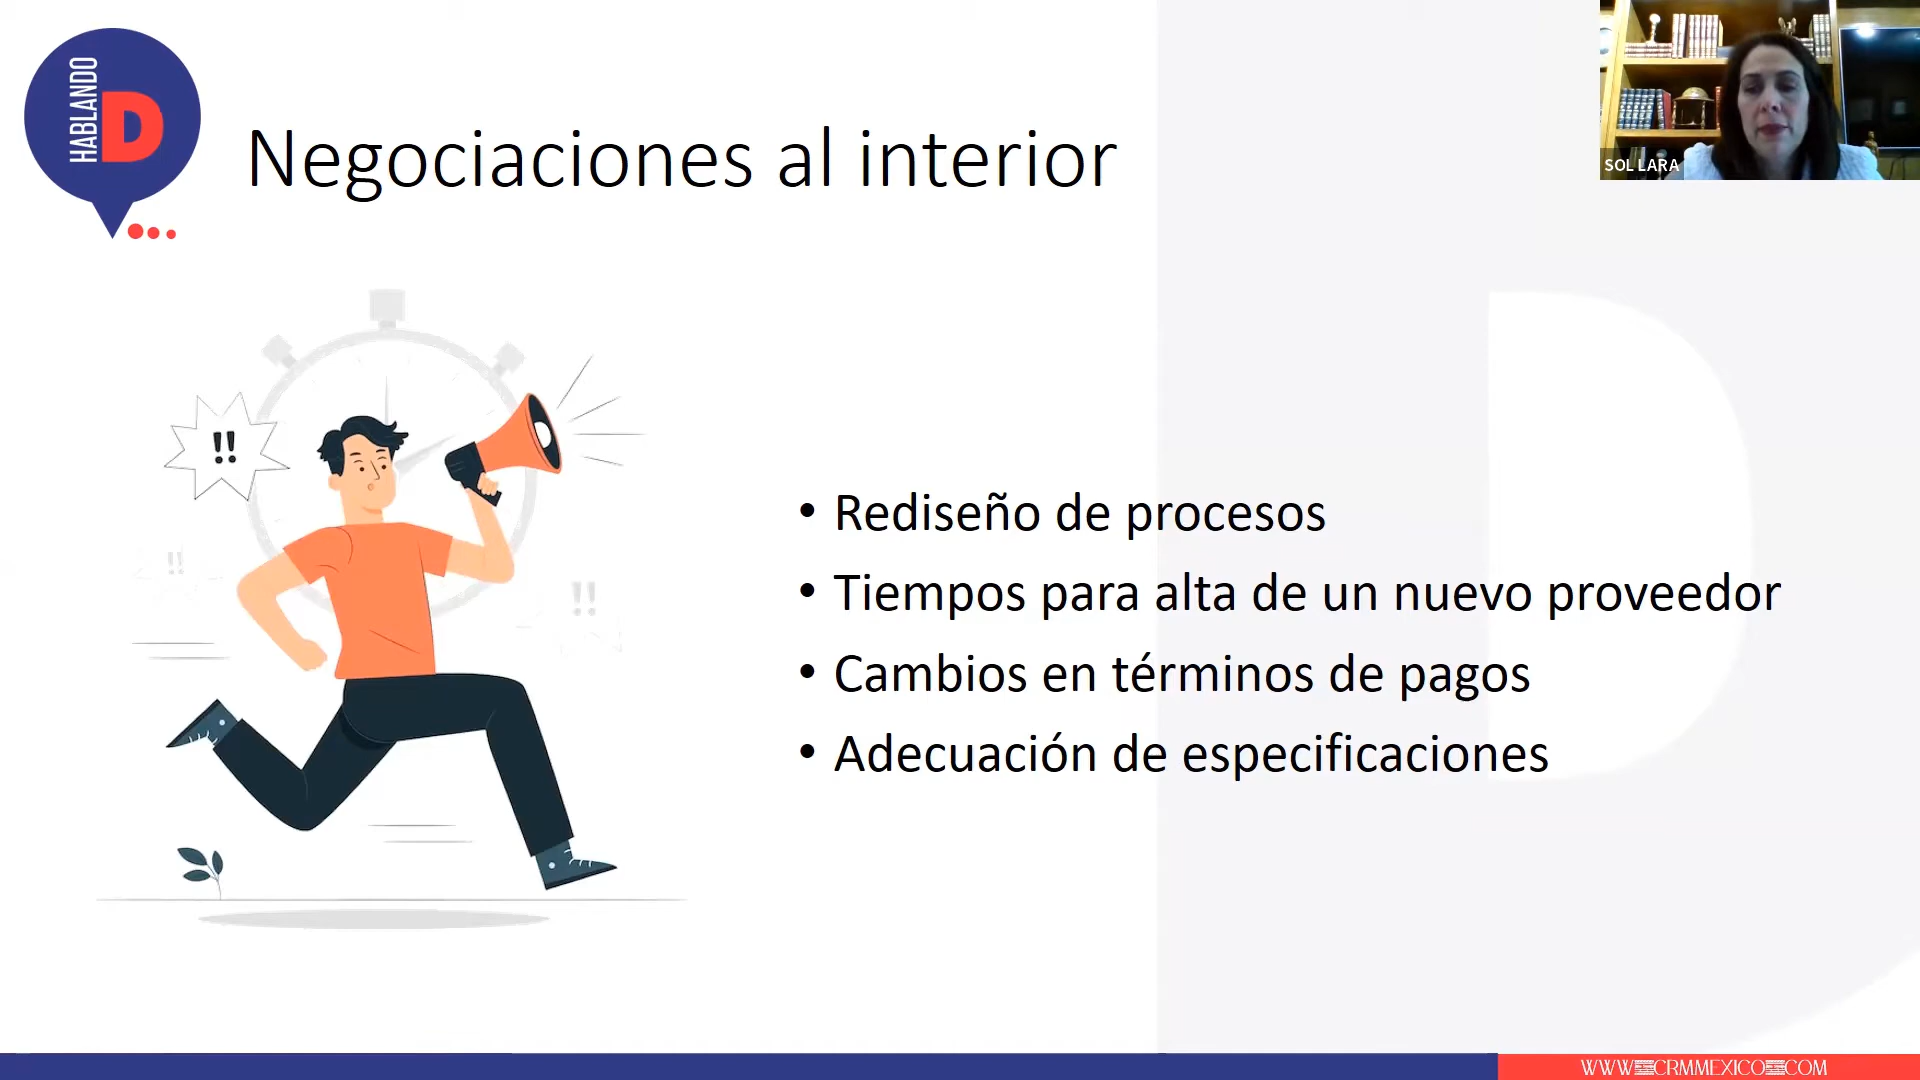 HABLANDO
D
Negociaciones al interior
SOL LARA
!!
!!
!!
• Rediseño de procesos
• Tiempos para alta de un nuevo proveedor
• Cambios en términos de pagos
• Adecuación de especificaciones
WWW CRMMEXICO COM